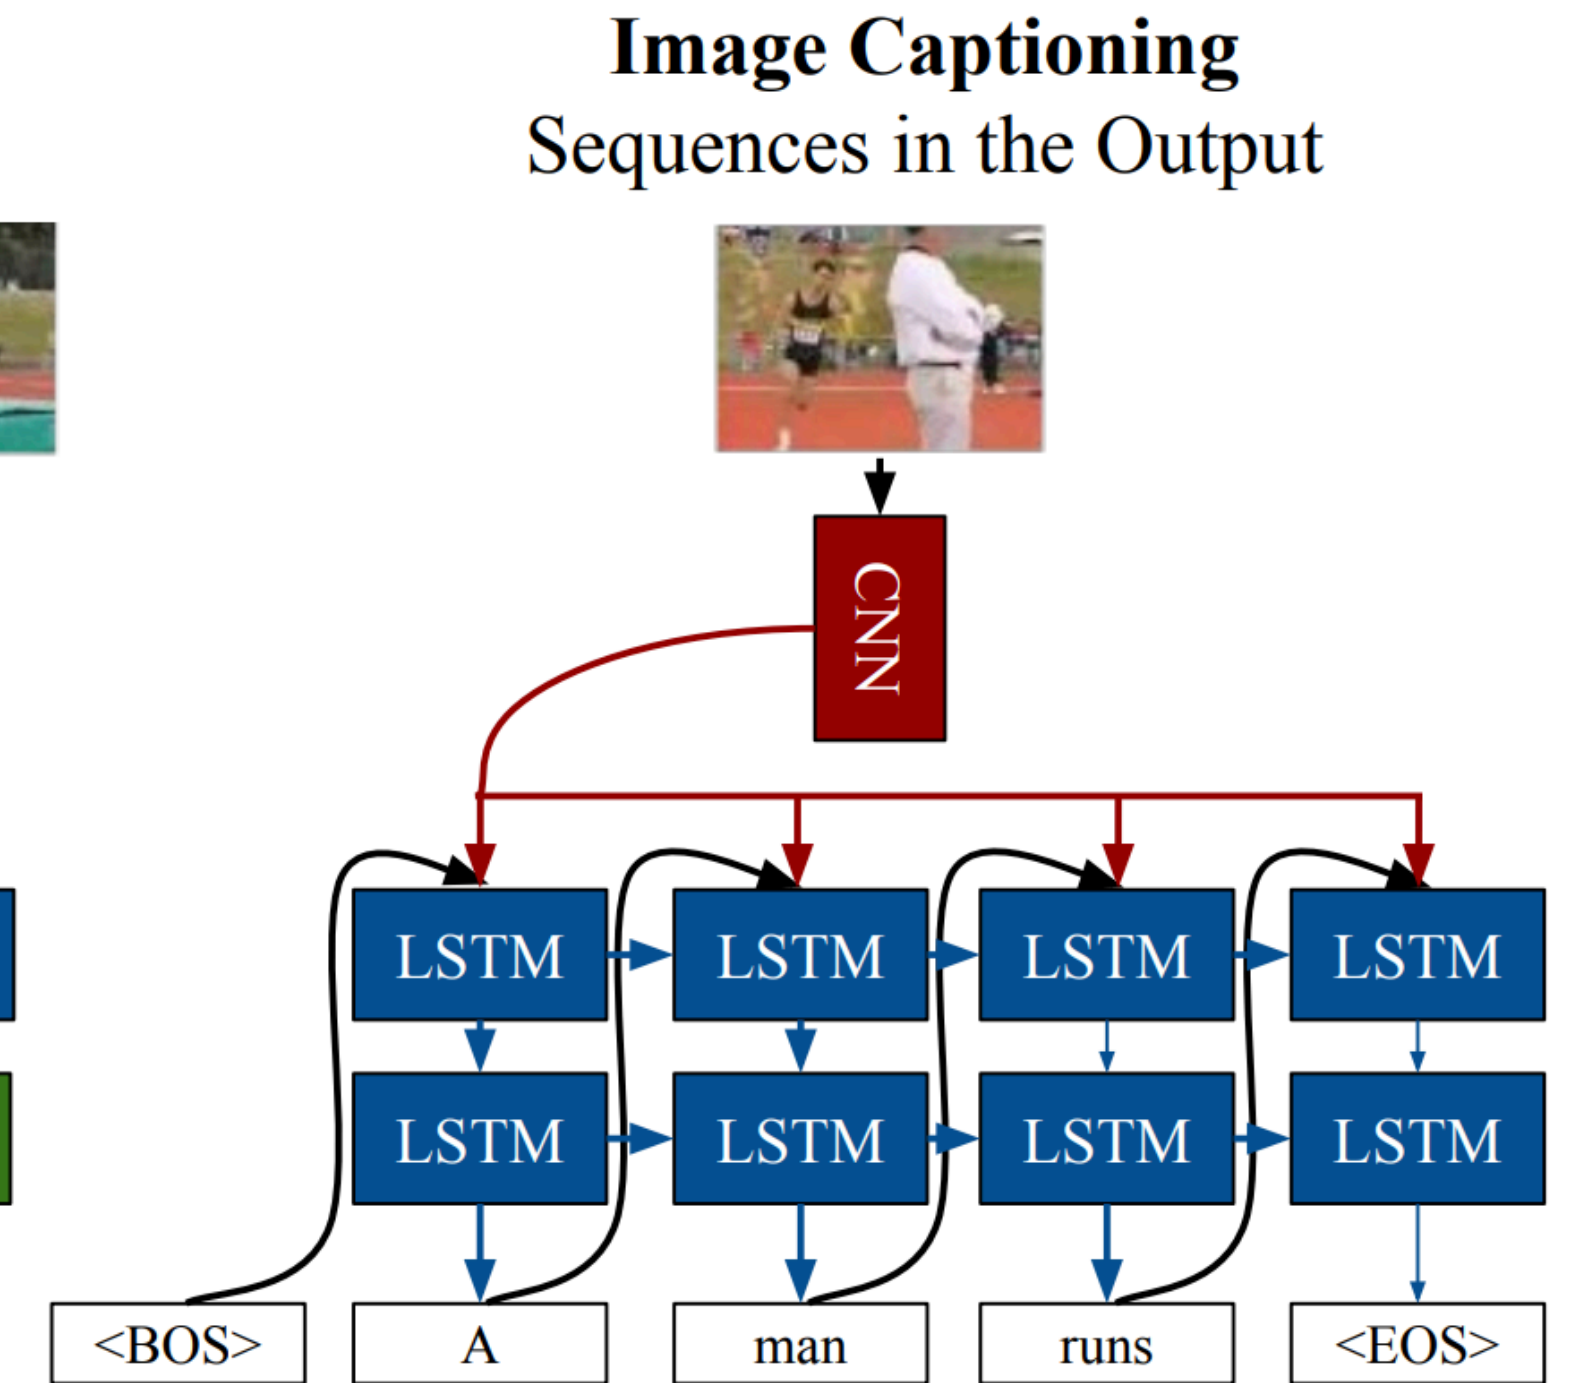 Image Captioning
Sequences in the Output
CNN
LSTM LSTM LSTM LSTM
LSTM LSTM LSTM LSTM
<BOS> A man runs <EOS>